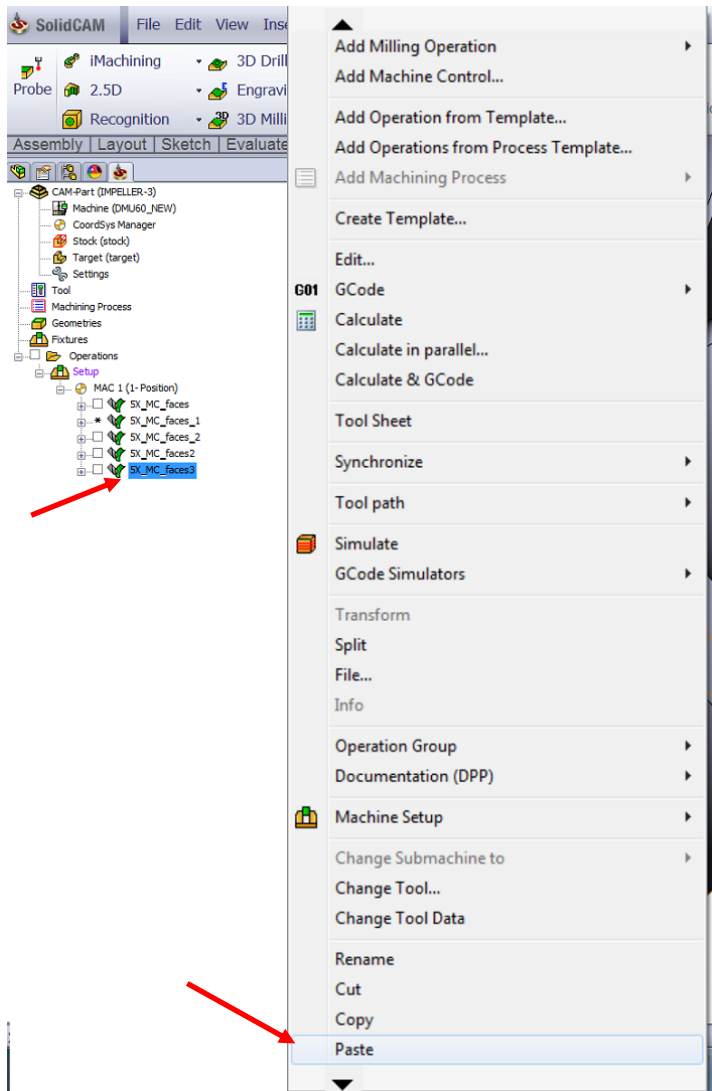 SolidCAM File Edit View Inse
Probe
iMachining 3D Drill
2.5D Engravi
Recognition 3D Milli
Assembly Layout Sketch Evaluate
CAM-Part (IMPELLER-3)
Machine (DMU60_NEW)
CoordSys Manager
Stock (stock)
Target (target)
Settings
Tool
Machining Process
Geometries
Fixtures
Operations
Setup
MAC 1 (1- Position)
5X_MC_faces
* 5X_MC_faces_1
5X_MC_faces_2
5X_MC_faces2
5X_MC_faces3
Add Milling Operation
Add Machine Control...
Add Operation from Template...
Add Operations from Process Template...
Add Machining Process
Create Template...
Edit...
G01 GCode
Calculate
Calculate in parallel...
Calculate & GCode
Tool Sheet
Synchronize
Tool path
Simulate
GCode Simulators
Transform
Split
File...
Info
Operation Group
Documentation (DPP)
Machine Setup
Change Submachine to
Change Tool...
Change Tool Data
Rename
Cut
Copy
Paste